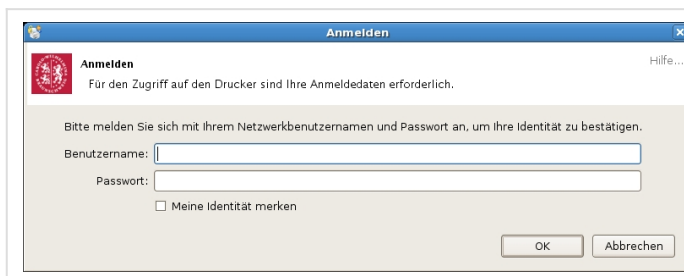 Anmelden
Anmelden
Hilfe...
Für den Zugriff auf den Drucker sind Ihre Anmeldedaten erforderlich.
Bitte melden Sie sich mit Ihrem Netzwerkbenutzernamen und Passwort an, um Ihre Identität zu bestätigen.
Benutzername:
Passwort:
Meine Identität merken
OK Abbrechen